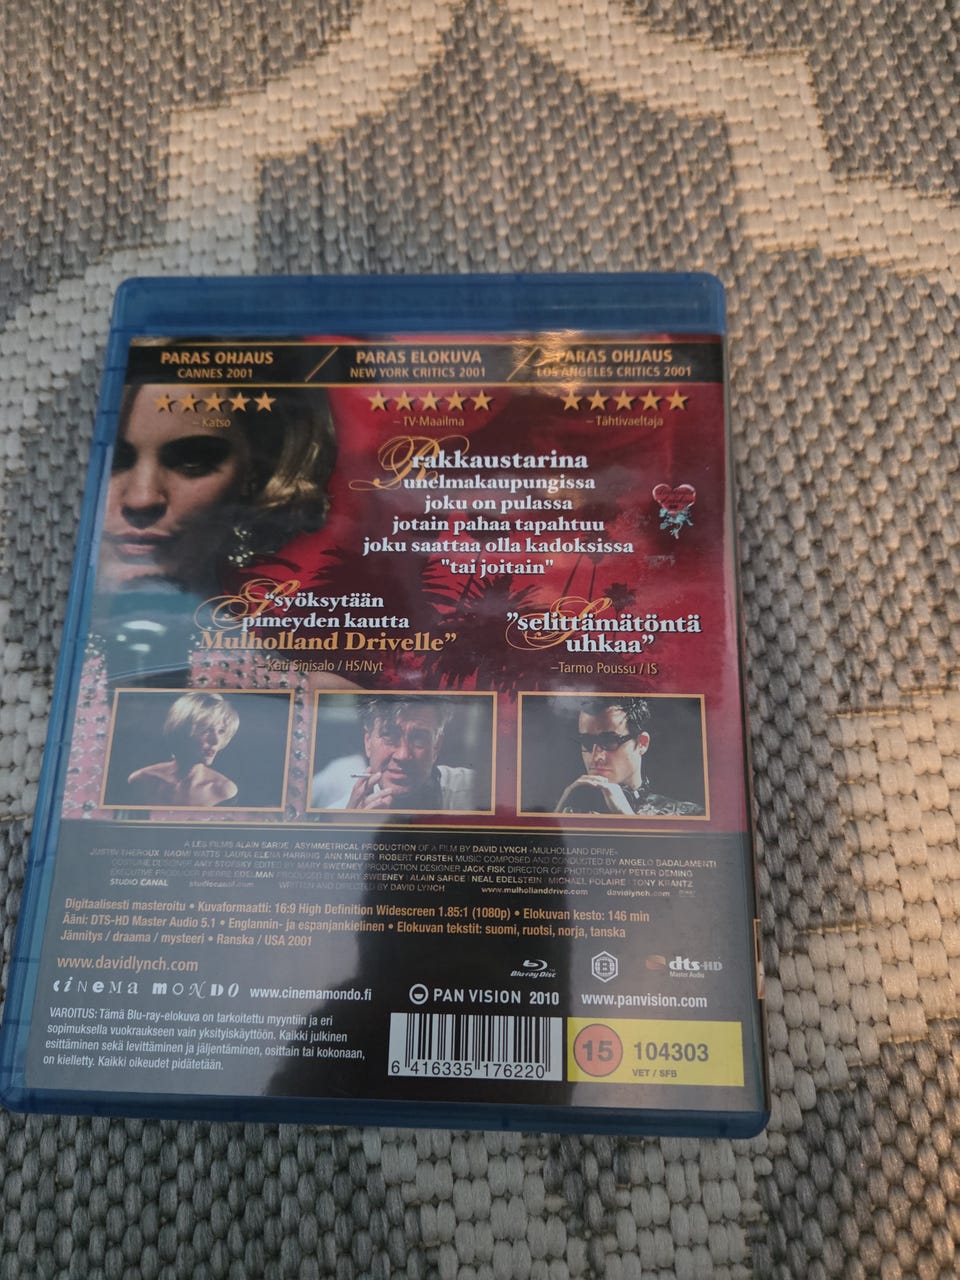 PARAS OHJAUS
CANNES 2001
PARAS ELOKUVA
NEW YORK CRITICS 2001
PARAS OHJAUS
LOS ANGELES CRITICS 2001
– Katso
– TV-Maailma
– Tähtivaeltaja
Rakkaustarina
unelmakaupungissa
joku on pulassa
jotain pahaa tapahtuu
joku saattaa olla kadoksissa
"tai joitain"
"syöksytään
pimeyden kautta
Mulholland Drivelle"
– Kati Sinisalo / HS/Nyt
"selittämätöntä
uhkaa"
– Tarmo Poussu / IS
A LES FILMS ALAIN SARDE / ASYMMETRICAL PRODUCTION OF A FILM BY DAVID LYNCH «MULHOLLAND DRIVE»
JUSTIN THEROUX NAOMI WATTS LAURA ELENA HARRING ANN MILLER ROBERT FORSTER MUSIC COMPOSED AND CONDUCTED BY ANGELO BADALAMENTI
COSTUME DESIGNER AMY STOFSKY EDITED BY MARY SWEENEY PRODUCTION DESIGNER JACK FISK DIRECTOR OF PHOTOGRAPHY PETER DEMING
EXECUTIVE PRODUCER PIERRE EDELMAN PRODUCED BY MARY SWEENEY ALAIN SARDE NEAL EDELSTEIN MICHAEL POLAIRE TONY KRANTZ
STUDIO CANAL studiocanal.com WRITTEN AND DIRECTED BY DAVID LYNCH www.mulhollanddrive.com davidlynch.com
Digitaalisesti masteroitu • Kuvaformaatti: 16:9 High Definition Widescreen 1.85:1 (1080p) • Elokuvan kesto: 146 min
Ääni: DTS-HD Master Audio 5.1 • Englannin- ja espanjankielinen • Elokuvan tekstit: suomi, ruotsi, norja, tanska
Jännitys / draama / mysteeri • Ranska / USA 2001
www.davidlynch.com
Blu-ray Disc
B
dts-HD
Master Audio
CiNEMa MONDO www.cinemamondo.fi
PAN VISION 2010
www.panvision.com
VAROITUS: Tämä Blu-ray-elokuva on tarkoitettu myyntiin ja eri
sopimuksella vuokraukseen vain yksityiskäyttöön. Kaikki julkinen
esittäminen sekä levittäminen ja jäljentäminen, osittain tai kokonaan,
on kielletty. Kaikki oikeudet pidätetään.
6 416335 176220
15
104303
VET / SFB